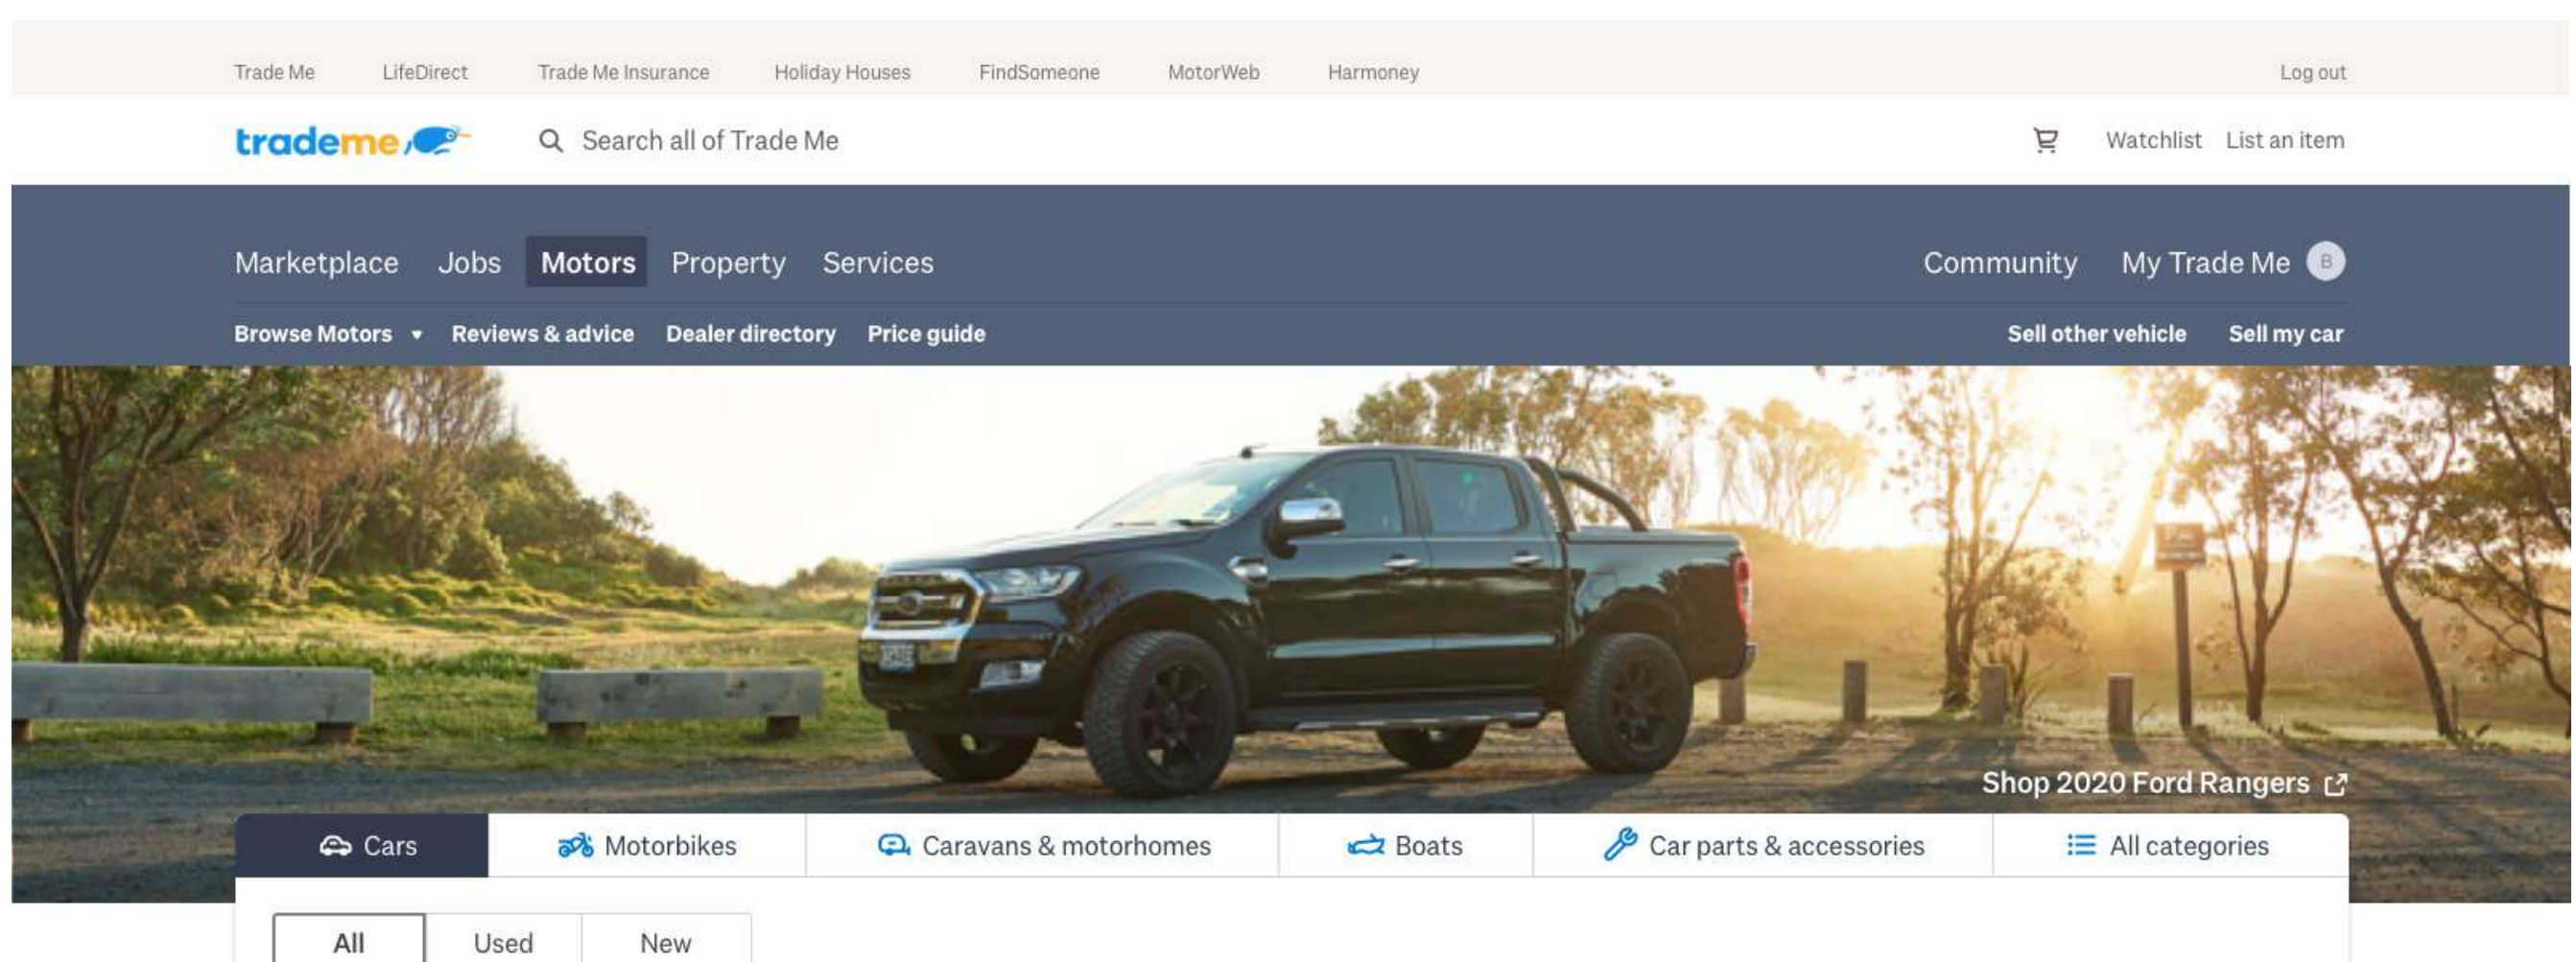 Trade Me LifeDirect Trade Me Insurance Holiday Houses FindSomeone MotorWeb Harmoney Log out
trademe Search all of Trade Me Watchlist List an item
Marketplace Jobs Motors Property Services Community My Trade Me B
Browse Motors Reviews & advice Dealer directory Price guide Sell other vehicle Sell my car
Shop 2020 Ford Rangers
Cars Motorbikes Caravans & motorhomes Boats Car parts & accessories All categories
All Used New